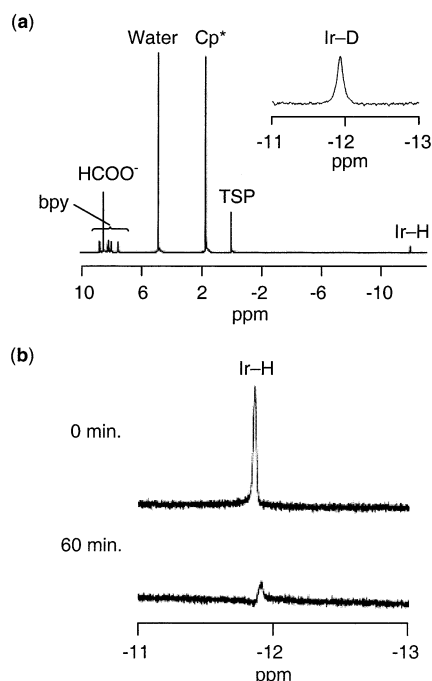 (a)
Water Cp* Ir–D
-11 -12 -13
ppm
HCOO⁻
bpy
TSP
Ir–H
10 6 2 -2 -6 -10
ppm
(b)
Ir–H
0 min.
60 min.
-11 -12 -13
ppm